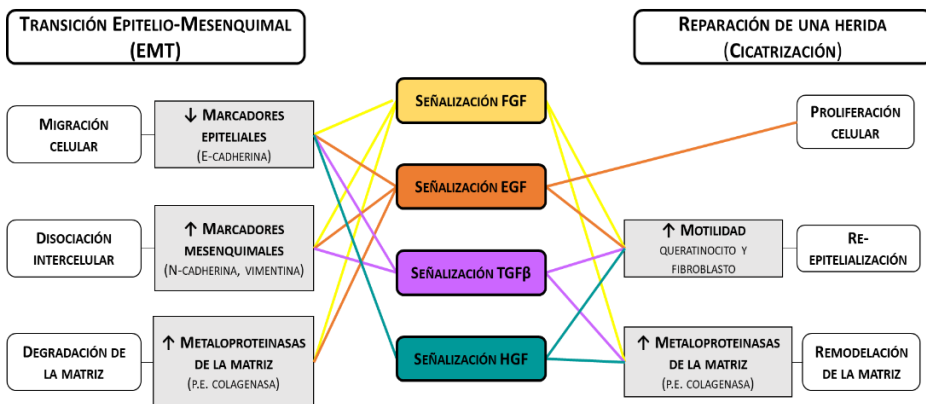 TRANSICIÓN EPITELIO-MESENQUIMAL
(EMT)
REPARACIÓN DE UNA HERIDA
(CICATRIZACIÓN)
MIGRACIÓN
CELULAR
↓ MARCADORES
EPITELIALES
(E-CADHERINA)
SEÑALIZACIÓN FGF
PROLIFERACIÓN
CELULAR
SEÑALIZACIÓN EGF
DISOCIACIÓN
INTERCELULAR
↑ MARCADORES
MESENQUIMALES
(N-CADHERINA, VIMENTINA)
SEÑALIZACIÓN TGFβ
↑ MOTILIDAD
QUERATINOCITO Y
FIBROBLASTO
RE-
EPITELIALIZACIÓN
DEGRADACIÓN DE
LA MATRIZ
↑ METALOPROTEINASAS
DE LA MATRIZ
(P.E. COLAGENASA)
SEÑALIZACIÓN HGF
↑ METALOPROTEINASAS
DE LA MATRIZ
(P.E. COLAGENASA)
REMODELACIÓN DE
LA MATRIZ